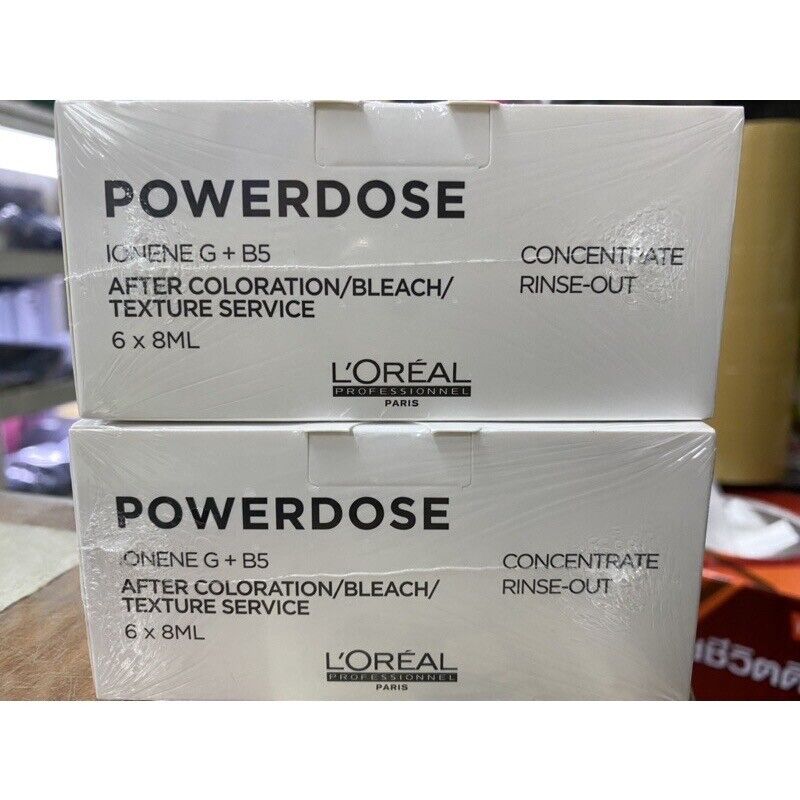 POWERDOSE
IONENE G + B5
AFTER COLORATION/BLEACH/
TEXTURE SERVICE
6 x 8ML
CONCENTRATE
RINSE-OUT
L'ORÉAL
PROFESSIONNEL
PARIS
POWERDOSE
IONENE G + B5
AFTER COLORATION/BLEACH/
TEXTURE SERVICE
6 x 8ML
CONCENTRATE
RINSE-OUT
L'ORÉAL
PROFESSIONNEL
PARIS